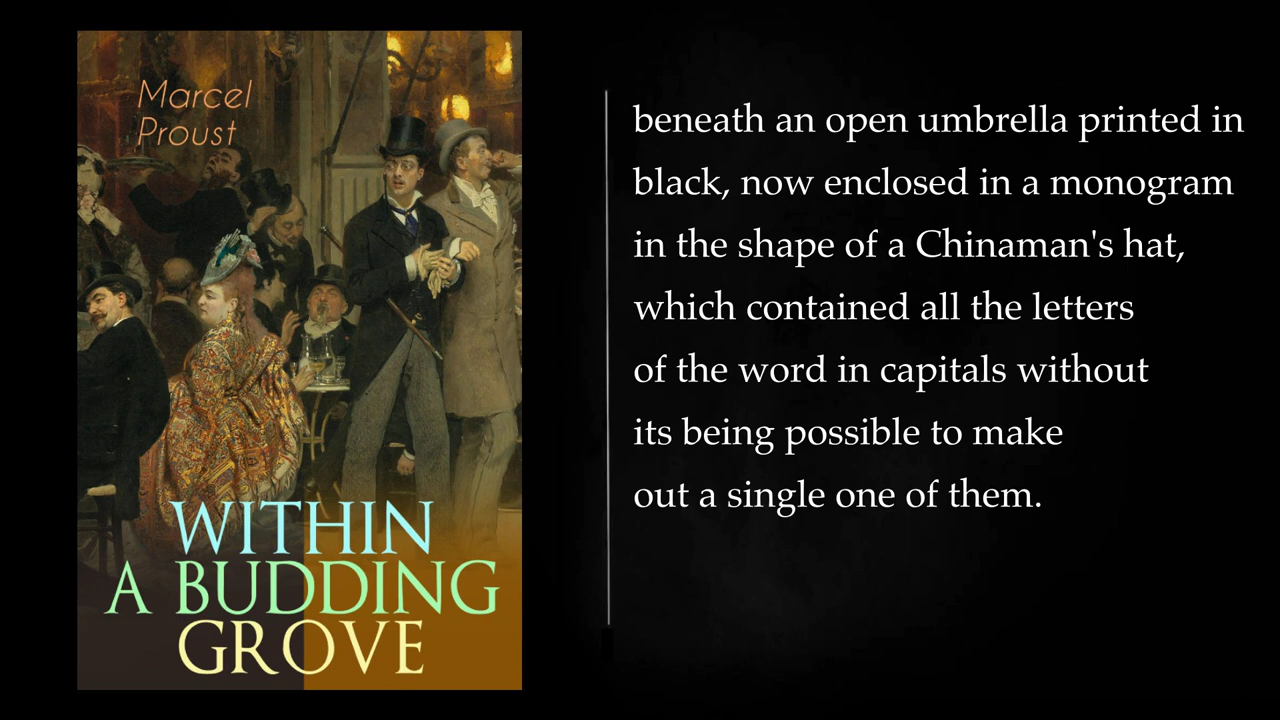 Marcel
Proust
WITHIN
A BUDDING
GROVE
beneath an open umbrella printed in
black, now enclosed in a monogram
in the shape of a Chinaman's hat,
which contained all the letters
of the word in capitals without
its being possible to make
out a single one of them.